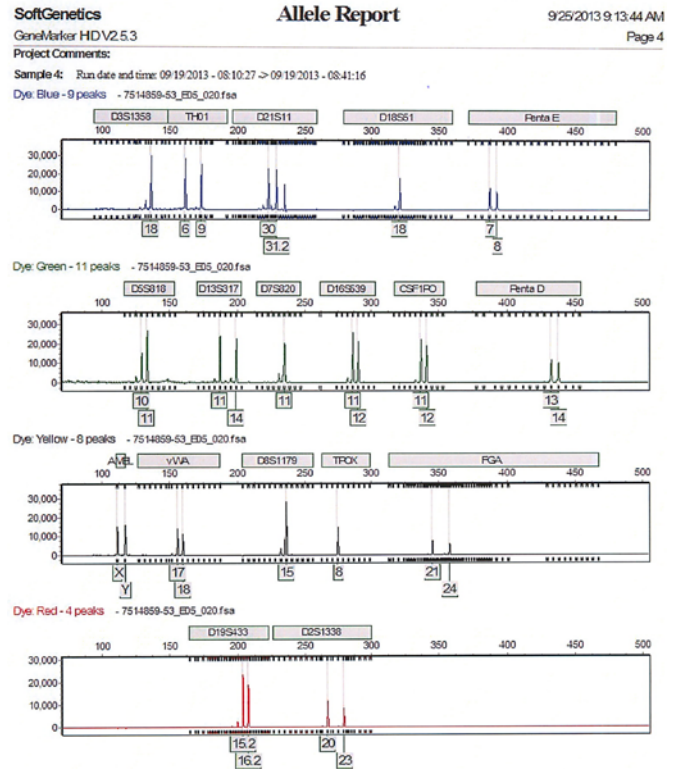 SoftGenetics Allele Report 9/25/2013 9:13:44 AM
GeneMarker HID V2.5.3 Page 4
Project Comments:
Sample 4: Run date and time: 09/19/2013 - 08:10:27 -> 09/19/2013 - 08:41:16
Dye: Blue - 9 peaks - 7514859-53_E05_020.fsa
D3S1358 TH01 D21S11 D18S51 Penta E
100 150 200 250 300 350 400 450 500
30,000
20,000
10,000
0
18 6 9 30 18 7
31.2 8
Dye: Green - 11 peaks - 7514859-53_E05_020.fsa
D5S818 D13S317 D7S820 D16S539 CSF1PO Penta D
100 150 200 250 300 350 400 450 500
30,000
20,000
10,000
0
10 11 11 11 11 13
11 14 12 12 14
Dye: Yellow - 8 peaks - 7514859-53_E05_020.fsa
AMEL vWA D8S1179 TPOX FGA
100 150 200 250 300 350 400 450 500
30,000
20,000
10,000
0
X 17 15 8 21
Y 18 24
Dye: Red - 4 peaks - 7514859-53_E05_020.fsa
D19S433 D2S1338
100 150 200 250 300 350 400 450 500
30,000
20,000
10,000
0
15.2 20
16.2 23